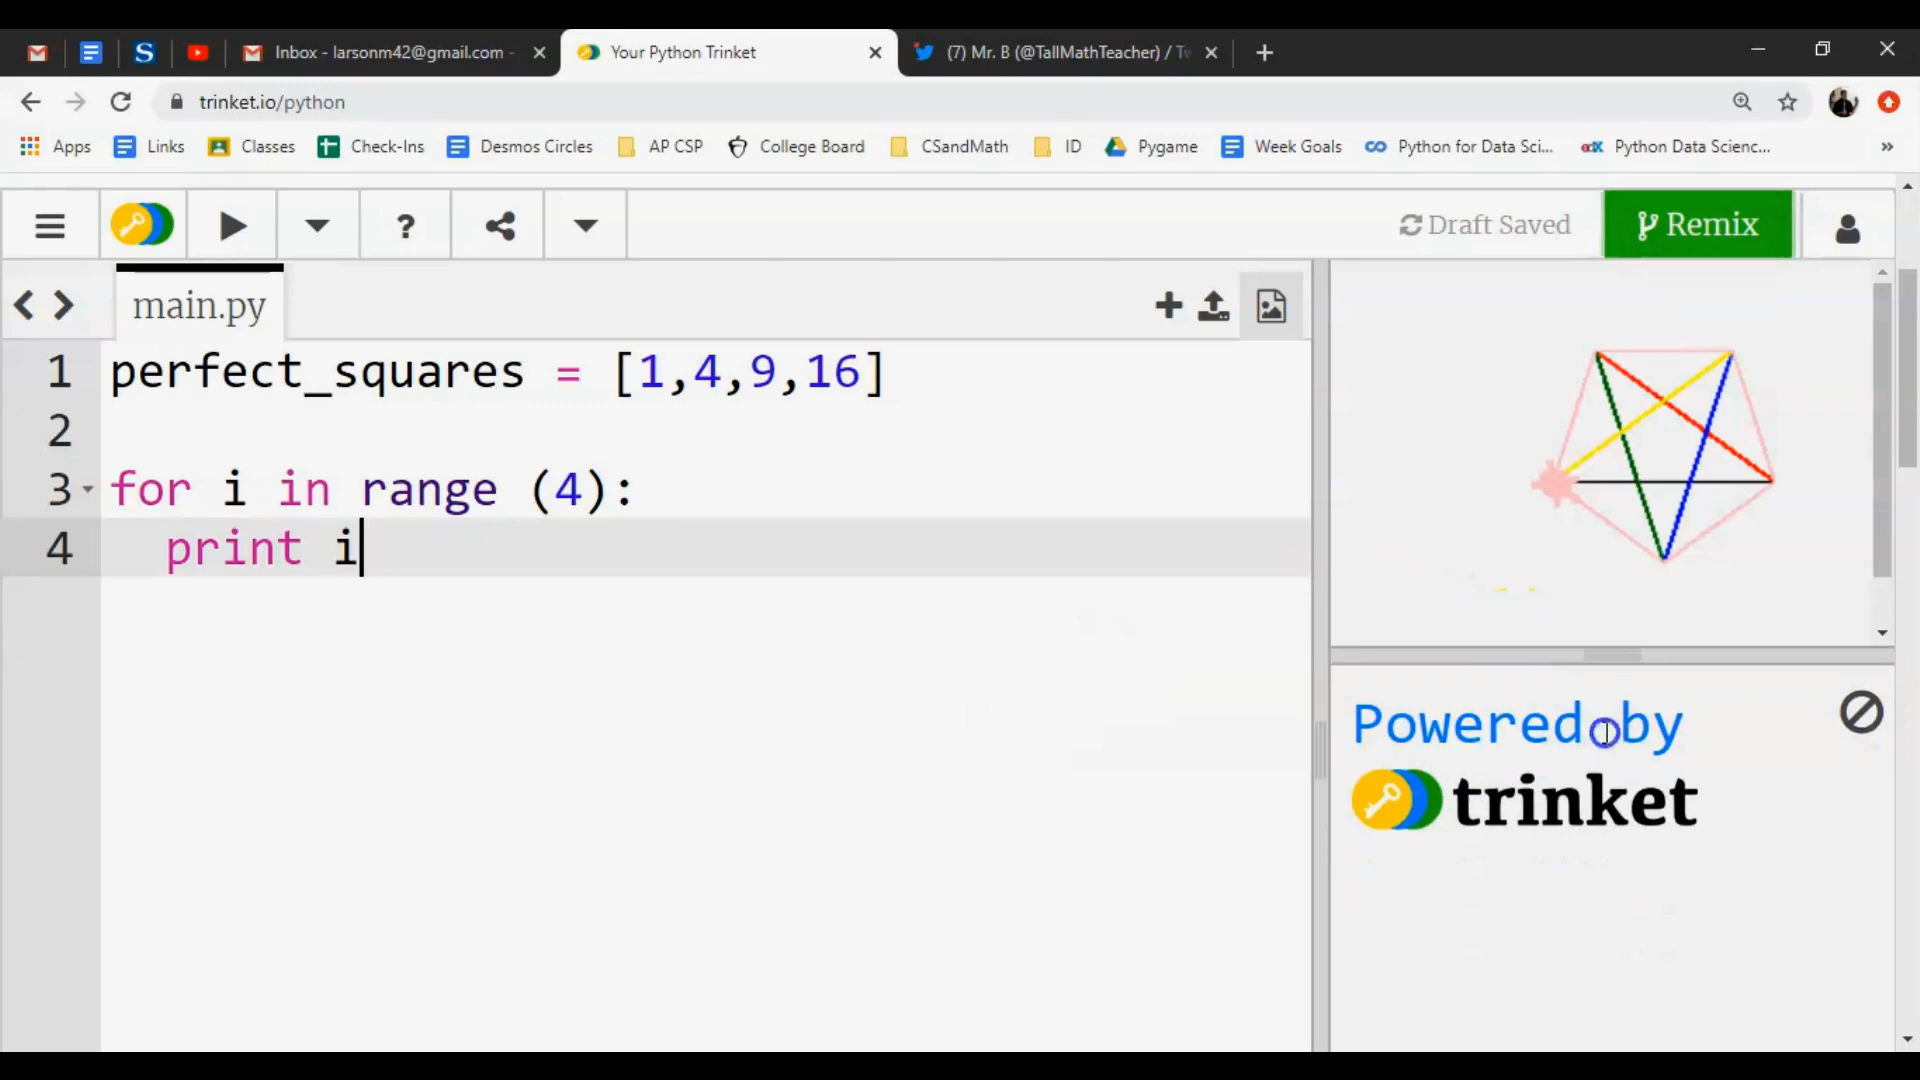 Inbox - larsonm42@gmail.com -
Your Python Trinket
(7) Mr. B (@TallMathTeacher) / Tw
trinket.io/python
Apps
Links
Classes
Check-Ins
Desmos Circles
AP CSP
College Board
CSandMath
ID
Pygame
Week Goals
Python for Data Sci...
edX
Python Data Scienc...
»
?
Draft Saved
Remix
main.py
1 perfect_squares = [1,4,9,16]
2
3 for i in range (4):
4 print i
Powered by
trinket